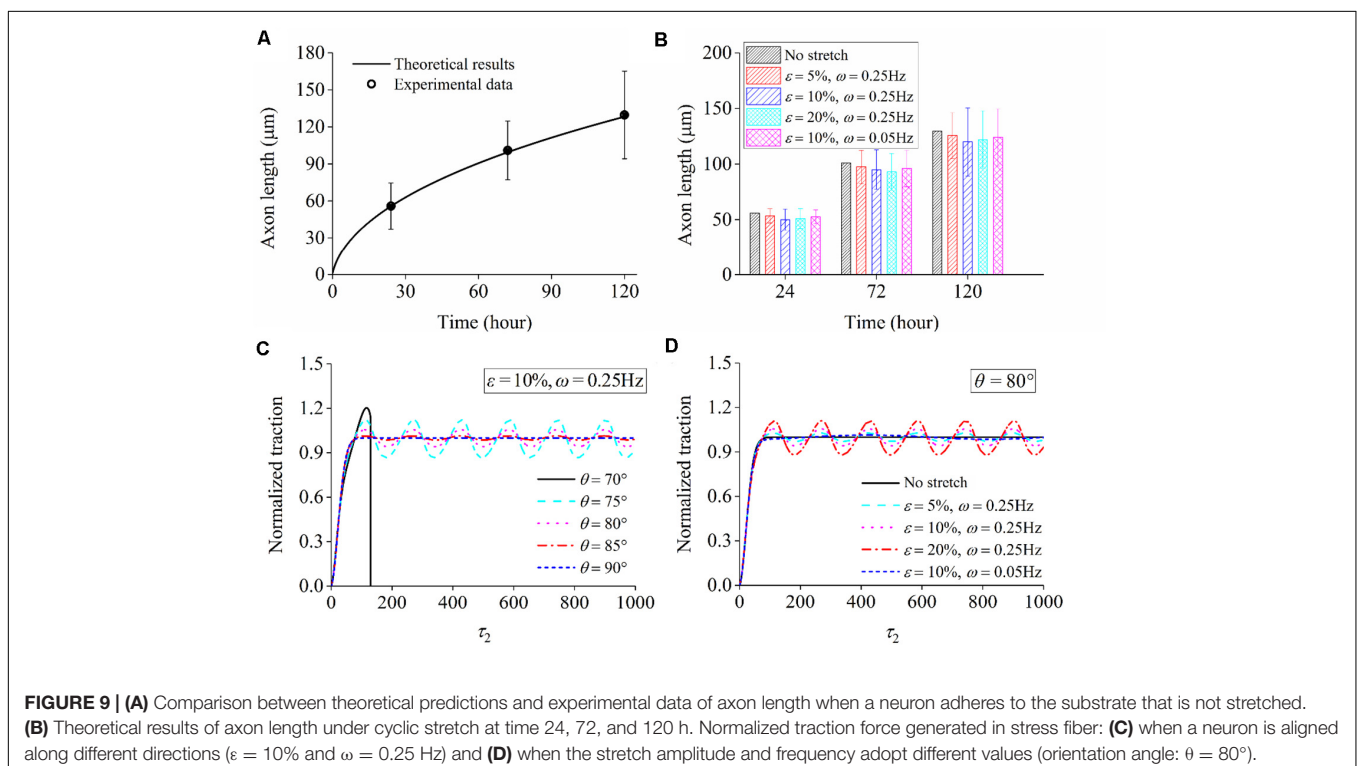 A
180
150
120
90
60
30
0
Axon length (μm)
Theoretical results
Experimental data
0 30 60 90 120
Time (hour)
B
200
150
100
50
0
Axon length (μm)
No stretch
ε = 5%, ω = 0.25Hz
ε = 10%, ω = 0.25Hz
ε = 20%, ω = 0.25Hz
ε = 10%, ω = 0.05Hz
24 72 120
Time (hour)
C
1.5
1.2
0.9
0.6
0.3
0.0
Normalized traction
ε = 10%, ω = 0.25Hz
θ = 70°
θ = 75°
θ = 80°
θ = 85°
θ = 90°
0 200 400 600 800 1000
τ2
D
1.5
1.2
0.9
0.6
0.3
0.0
Normalized traction
θ = 80°
No stretch
ε = 5%, ω = 0.25Hz
ε = 10%, ω = 0.25Hz
ε = 20%, ω = 0.25Hz
ε = 10%, ω = 0.05Hz
0 200 400 600 800 1000
τ2
FIGURE 9 | (A) Comparison between theoretical predictions and experimental data of axon length when a neuron adheres to the substrate that is not stretched.
(B) Theoretical results of axon length under cyclic stretch at time 24, 72, and 120 h. Normalized traction force generated in stress fiber: (C) when a neuron is aligned
along different directions (ε = 10% and ω = 0.25 Hz) and (D) when the stretch amplitude and frequency adopt different values (orientation angle: θ = 80°).